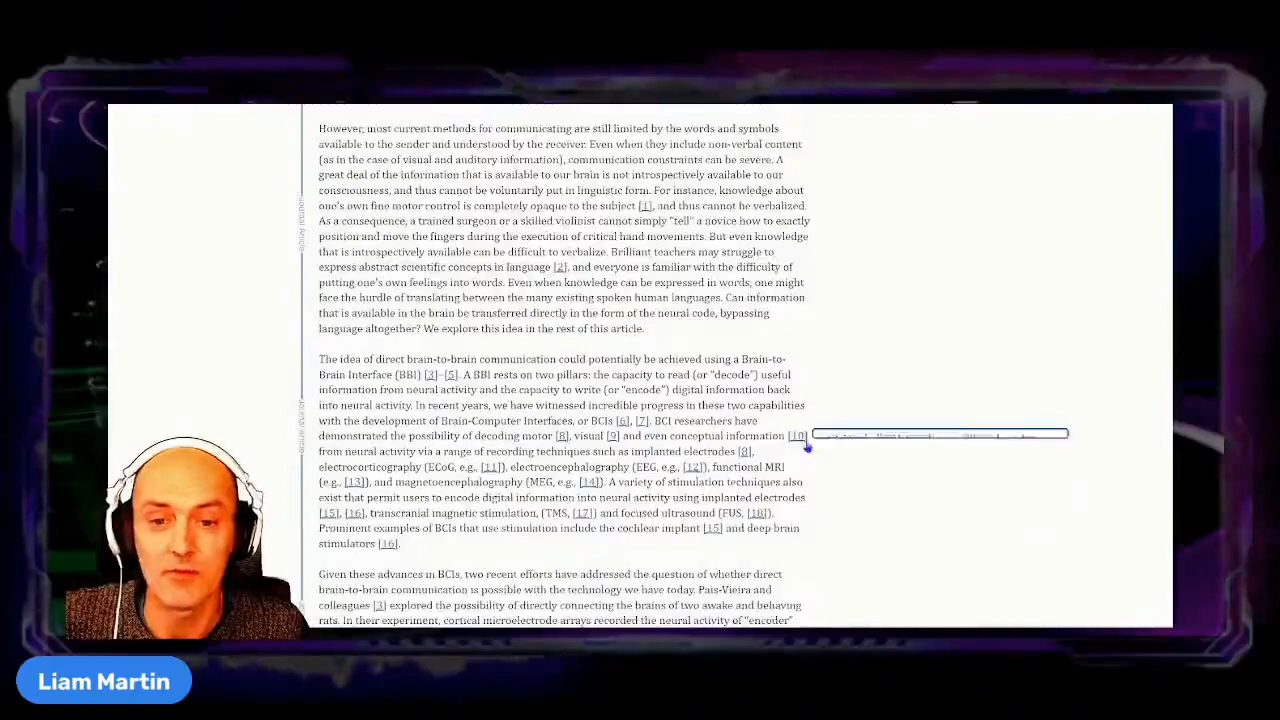 However, most current methods for communicating are still limited by the words and symbols
available to the sender and understood by the receiver. Even when they include non-verbal content
(as in the case of visual and auditory information), communication constraints can be severe. A
great deal of the information that is available to our brain is not introspectively available to our
consciousness, and thus cannot be voluntarily put in linguistic form. For instance, knowledge about
one's own fine motor control is completely opaque to the subject [1], and thus cannot be verbalized.
As a consequence, a trained surgeon or a skilled violinist cannot simply "tell" a novice how to exactly
position and move the fingers during the execution of critical hand movements. But even knowledge
that is introspectively available can be difficult to verbalize. Brilliant teachers may struggle to
express abstract scientific concepts in language [2], and everyone is familiar with the difficulty of
putting one's own feelings into words. Even when knowledge can be expressed in words, one might
face the hurdle of translating between the many existing spoken human languages. Can information
that is available in the brain be transferred directly in the form of the neural code, bypassing
language altogether? We explore this idea in the rest of this article.
The idea of direct brain-to-brain communication could potentially be achieved using a Brain-to-
Brain Interface (BBI) [3]–[5]. A BBI rests on two pillars: the capacity to read (or "decode") useful
information from neural activity and the capacity to write (or "encode") digital information back
into neural activity. In recent years, we have witnessed incredible progress in these two capabilities
with the development of Brain-Computer Interfaces, or BCIs [6], [7]. BCI researchers have
demonstrated the possibility of decoding motor [8], visual [9] and even conceptual information [10]
from neural activity via a range of recording techniques such as implanted electrodes [8],
electrocorticography (ECoG, e.g., [11]), electroencephalography (EEG, e.g., [12]), functional MRI
(e.g., [13]), and magnetoencephalography (MEG, e.g., [14]). A variety of stimulation techniques also
exist that permit users to encode digital information into neural activity using implanted electrodes
[15], [16], transcranial magnetic stimulation, (TMS, [17]) and focused ultrasound (FUS, [18]).
Prominent examples of BCIs that use stimulation include the cochlear implant [15] and deep brain
stimulators [16].
Given these advances in BCIs, two recent efforts have addressed the question of whether direct
brain-to-brain communication is possible with the technology we have today. Pais-Vieira and
colleagues [3] explored the possibility of directly connecting the brains of two awake and behaving
rats. In their experiment, cortical microelectrode arrays recorded the neural activity of "encoder"
Liam Martin